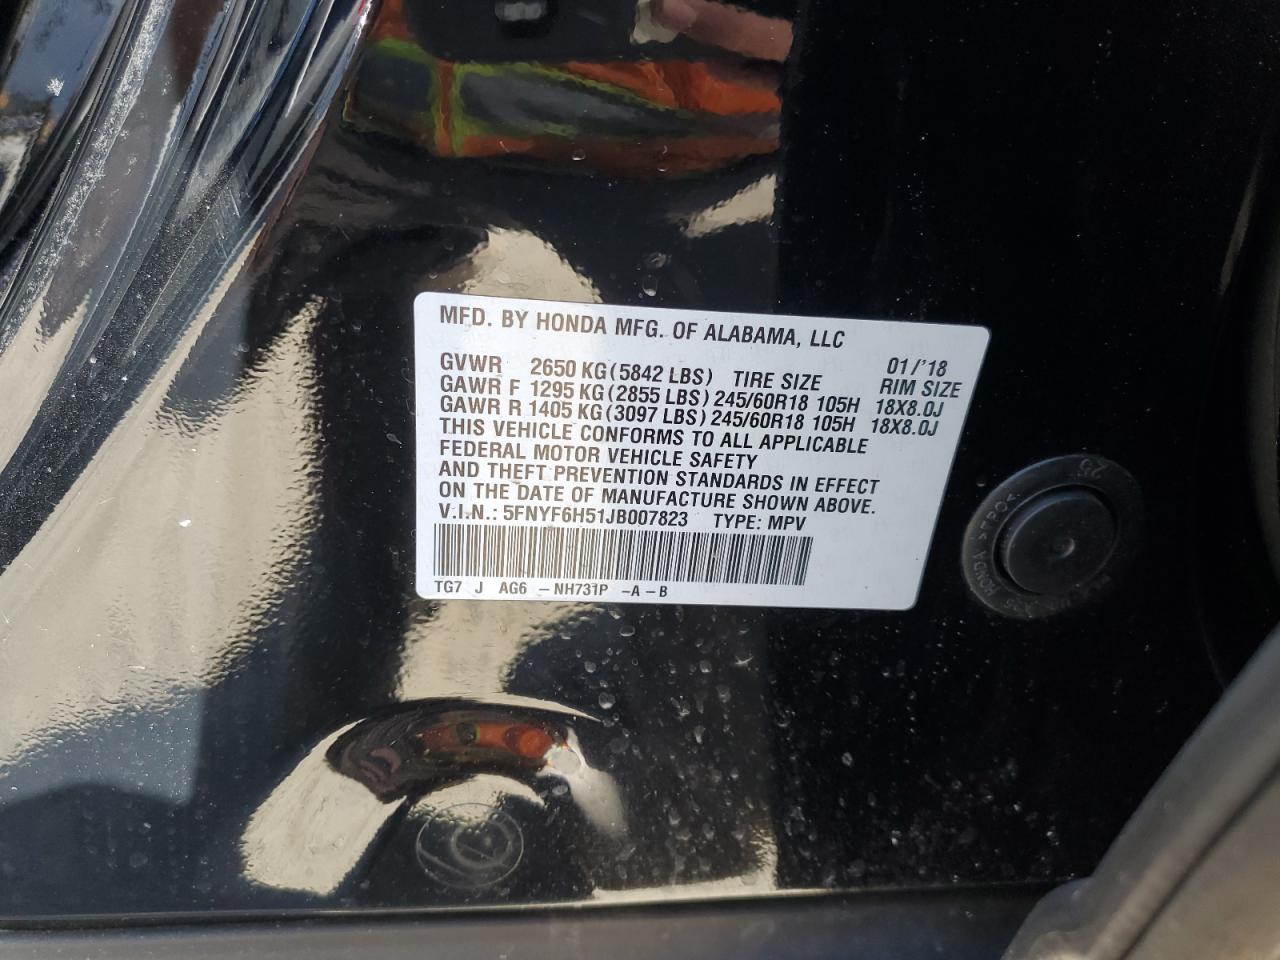 MFD. BY HONDA MFG. OF ALABAMA, LLC
GVWR 2650 KG (5842 LBS) TIRE SIZE 01/'18 RIM SIZE
GAWR F 1295 KG (2855 LBS) 245/60R18 105H 18X8.0J
GAWR R 1405 KG (3097 LBS) 245/60R18 105H 18X8.0J
THIS VEHICLE CONFORMS TO ALL APPLICABLE
FEDERAL MOTOR VEHICLE SAFETY
AND THEFT PREVENTION STANDARDS IN EFFECT
ON THE DATE OF MANUFACTURE SHOWN ABOVE.
V.I.N.: 5FNYF6H51JB007823 TYPE: MPV
TG7 J AG6 - NH731P - A - B
25
>PO<
HONDA